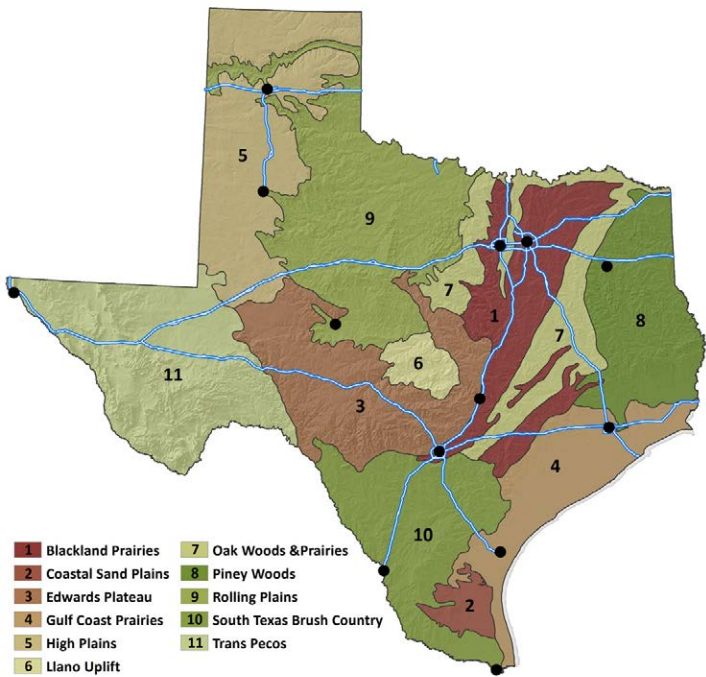 5
9
7
1
8
6
7
11
3
4
10
2
1 Blackland Prairies
2 Coastal Sand Plains
3 Edwards Plateau
4 Gulf Coast Prairies
5 High Plains
6 Llano Uplift
7 Oak Woods &Prairies
8 Piney Woods
9 Rolling Plains
10 South Texas Brush Country
11 Trans Pecos